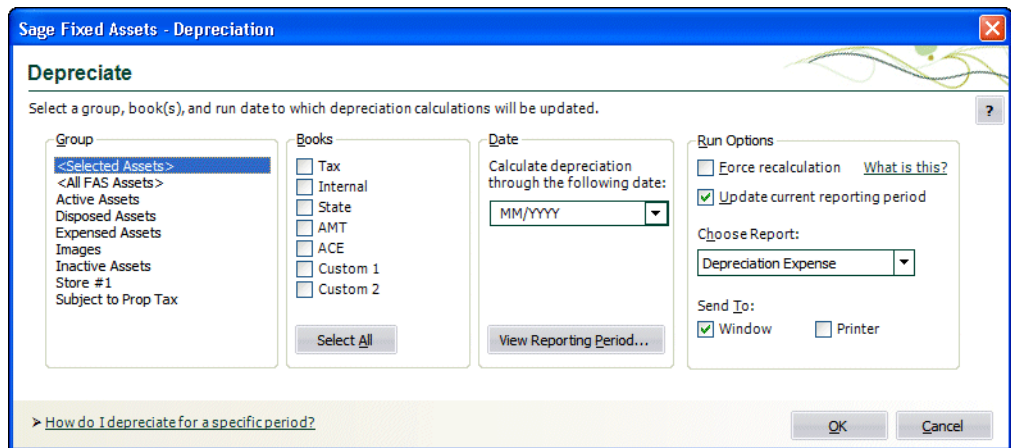 Sage Fixed Assets - Depreciation
Depreciate
Select a group, book(s), and run date to which depreciation calculations will be updated.
?
Group
<Selected Assets>
<All FAS Assets>
Active Assets
Disposed Assets
Expensed Assets
Images
Inactive Assets
Store #1
Subject to Prop Tax
Books
Tax
Internal
State
AMT
ACE
Custom 1
Custom 2
Select All
Date
Calculate depreciation
through the following date:
MM/YYYY
View Reporting Period...
Run Options
Force recalculation What is this?
Update current reporting period
Choose Report:
Depreciation Expense
Send To:
Window Printer
➤ How do I depreciate for a specific period?
OK Cancel